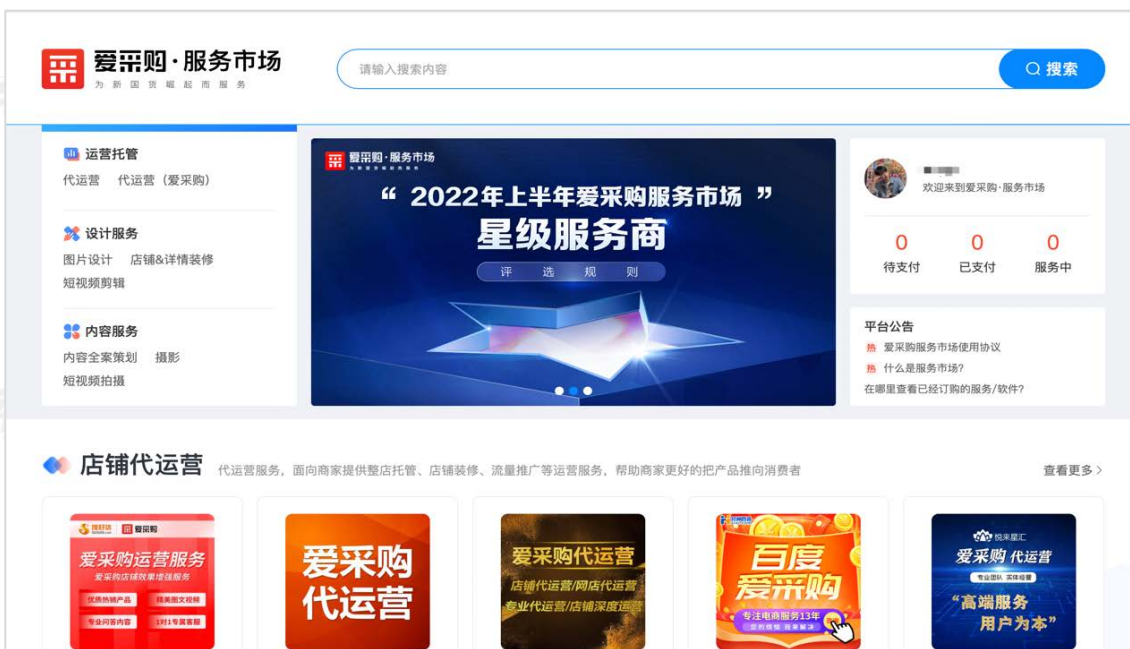 爱采购·服务市场
为新国货崛起而服务
请输入搜索内容
搜索
运营托管
代运营 代运营（爱采购）
设计服务
图片设计 店铺&详情装修
短视频剪辑
内容服务
内容全案策划 摄影
短视频拍摄
爱采购·服务市场
“ 2022年上半年爱采购服务市场 ”
星级服务商
评选规则
欢迎来到爱采购·服务市场
0 0 0
待支付 已支付 服务中
平台公告
热 爱采购服务市场使用协议
热 什么是服务市场?
在哪里查看已经订购的服务/软件?
店铺代运营 代运营服务，面向商家提供整店托管、店铺装修、流量推广等运营服务，帮助商家更好的把产品推向消费者
查看更多
爱采购
爱采购运营服务
爱采购店铺效果增强服务
优质热销产品 精美图文视频
专业问答内容 1对1专属客服
爱采购
代运营
爱采购代运营
店铺代运营/网店代运营
专业代运营/店铺深度运营
百度
爱采购
专注电商服务13年
您的烦恼 我来解决
悦来星汇
爱采购 代运营
专业团队 实体经营
“高端服务
用户为本”